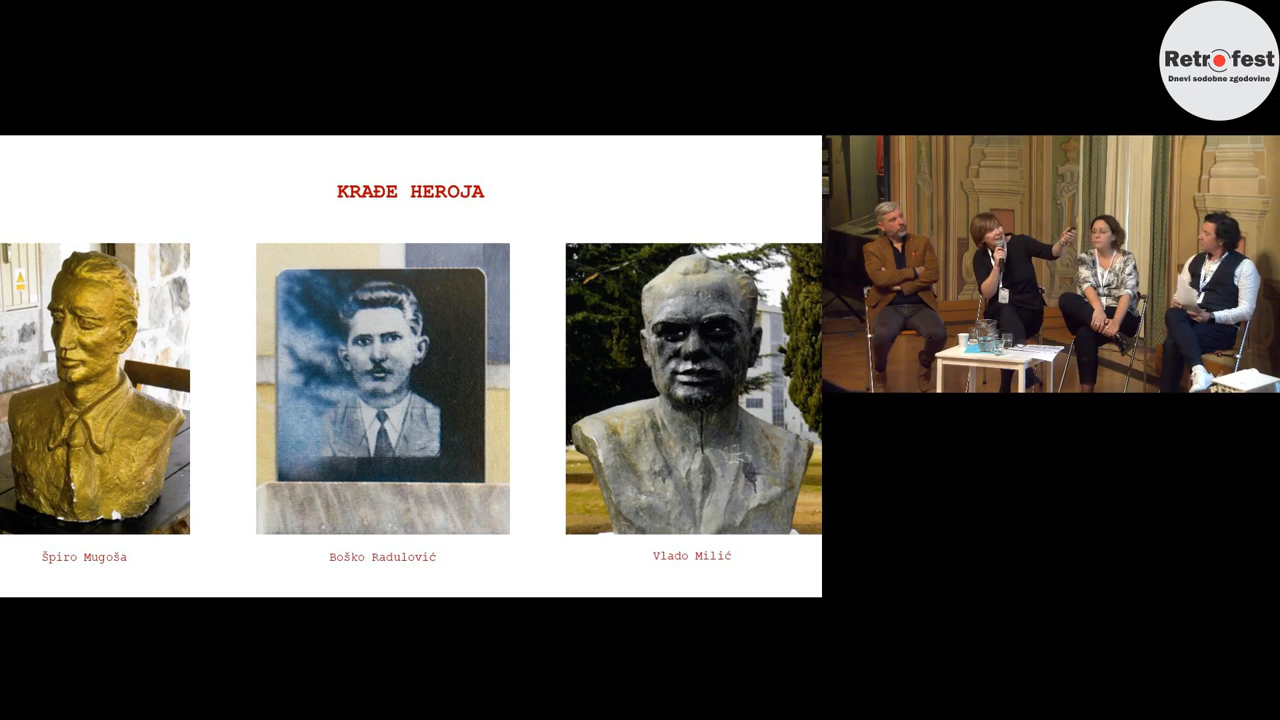 Retrofest
Dnevi sodobne zgodovine
KRAĐE HEROJA
Špiro Mugoša
Boško Radulović
Vlado Milić